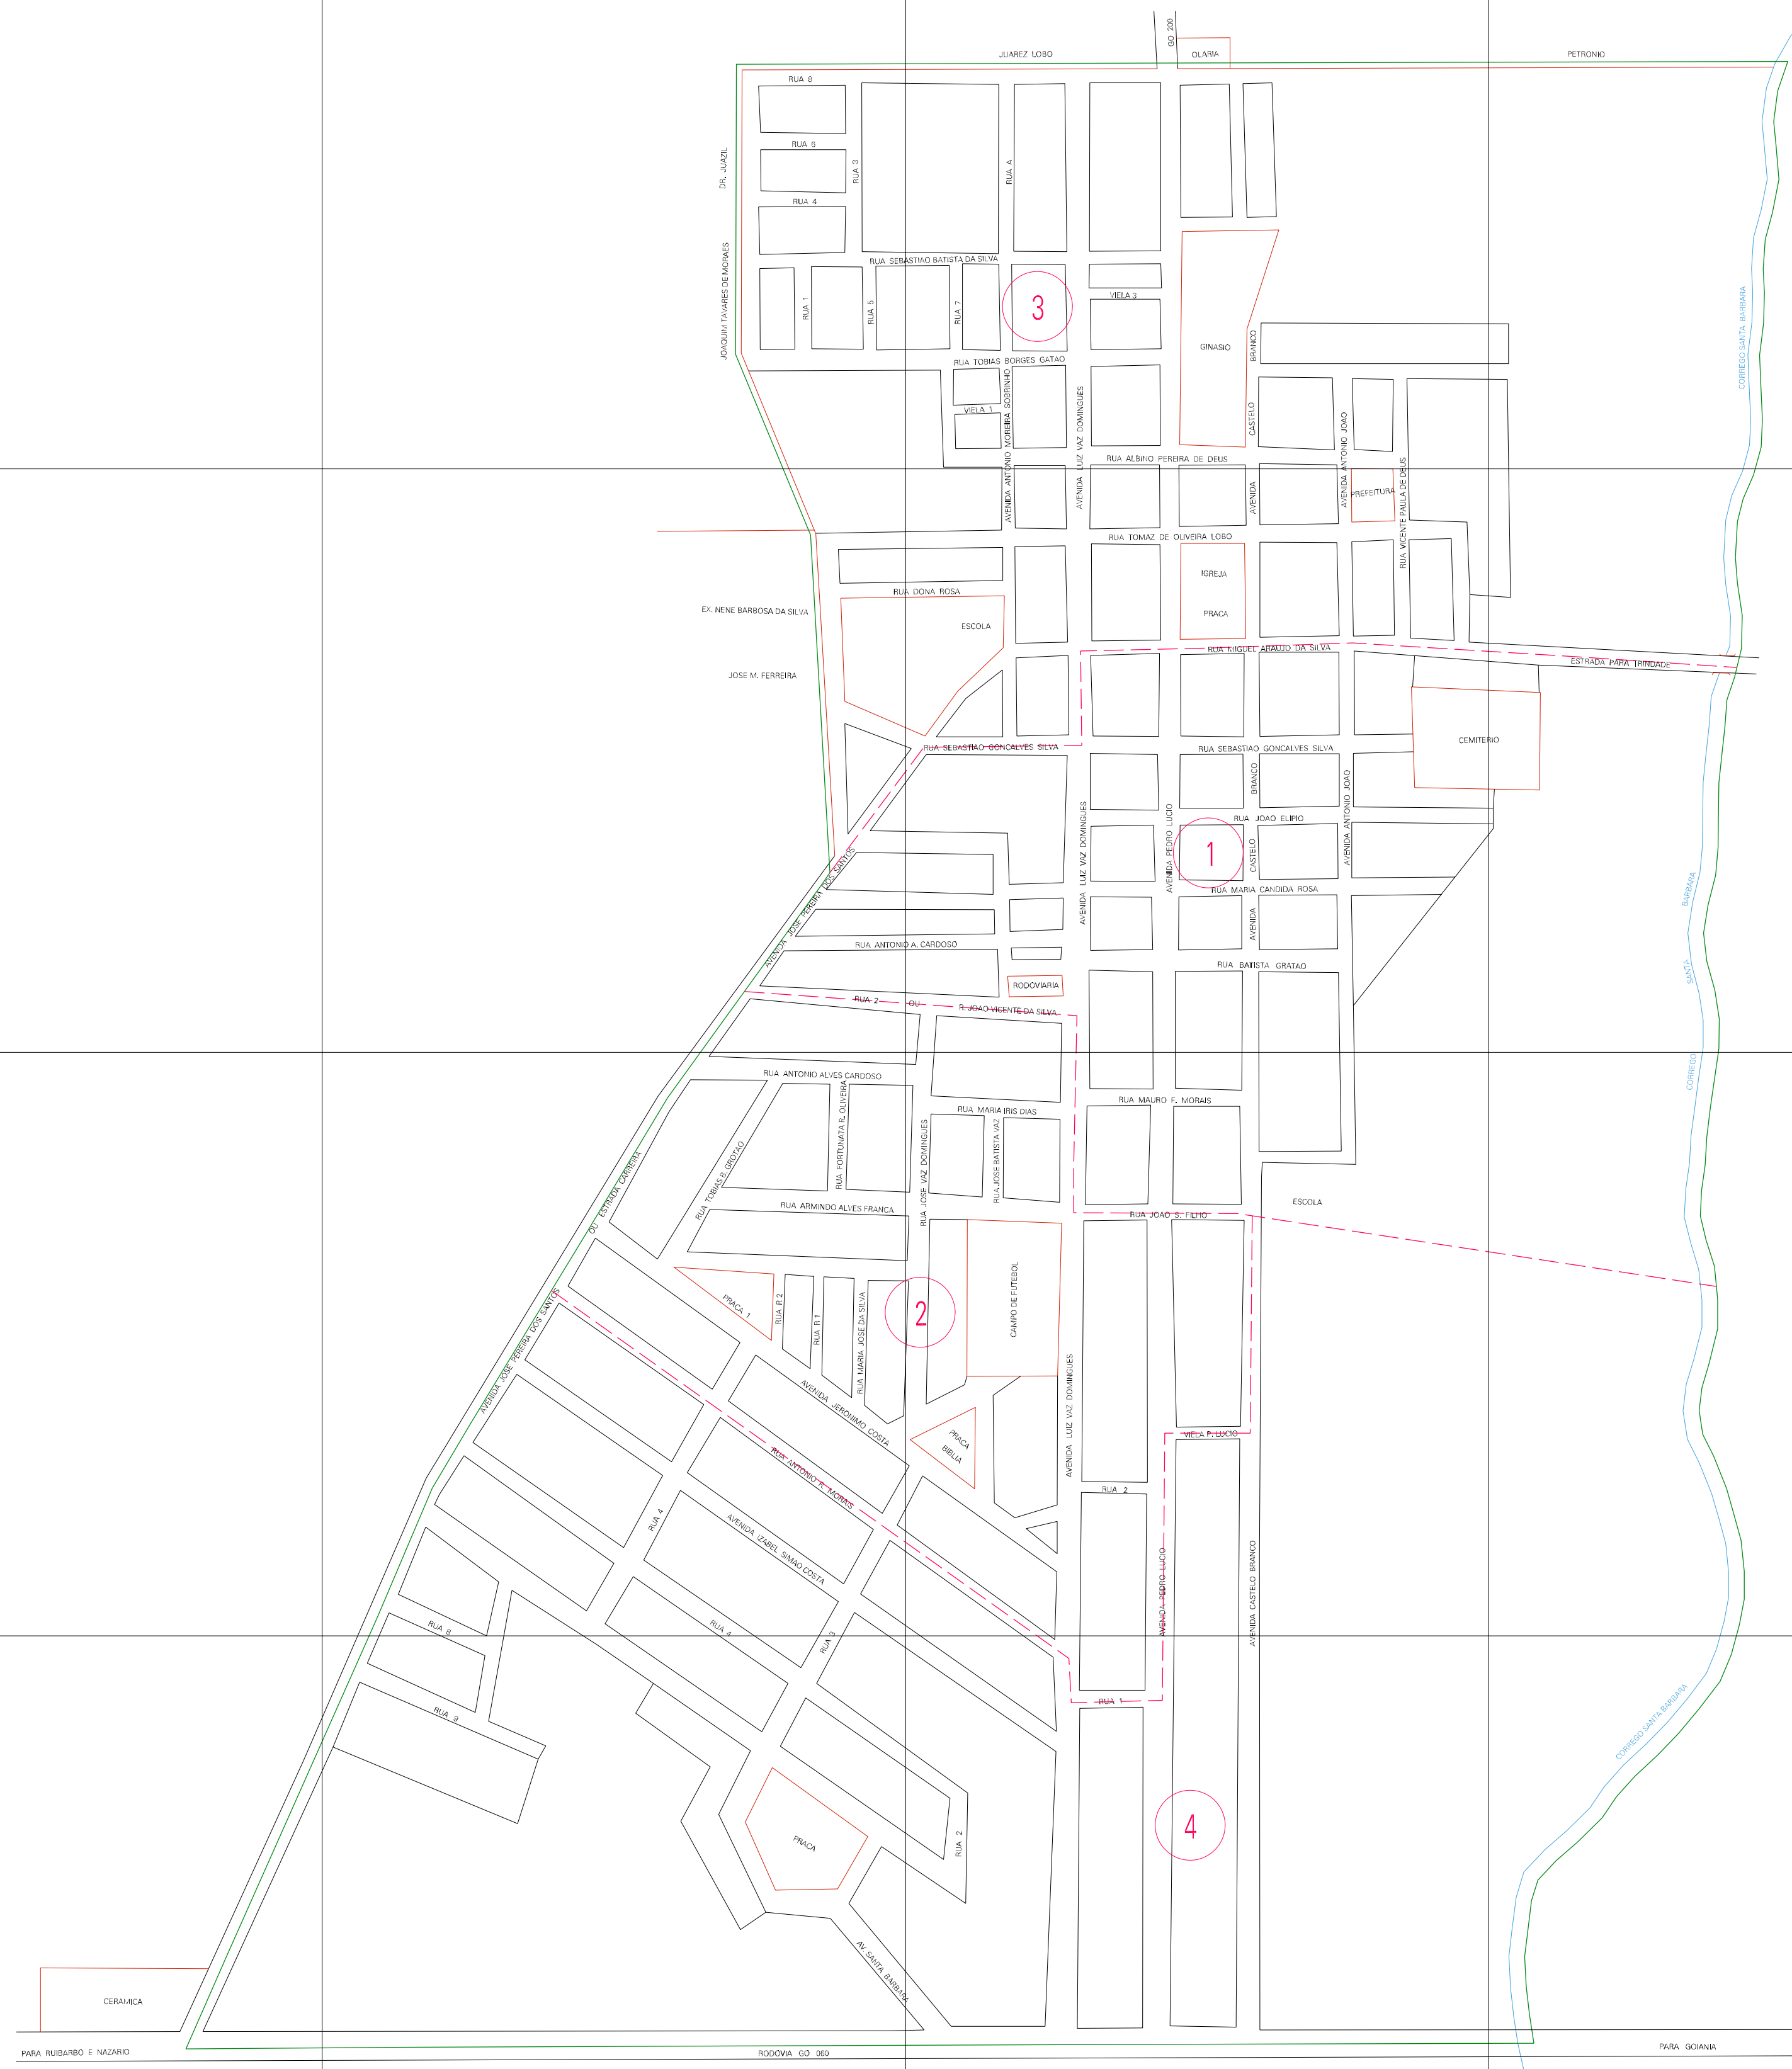 GO 200
JUAREZ LOBO
OLARIA
PETRONIO
RUA 8
RUA 6
RUA 3
RUA A
DR. JUAZIL
RUA 4
JOAQUIM TAVARES DE MORAES
RUA SEBASTIAO BATISTA DA SILVA
RUA 1
RUA 5
RUA 7
3
VIELA 3
GINASIO
BRANCO
CORREGO SANTA BARBARA
RUA TOBIAS BORGES GATAO
VIELA 1
AVENIDA ANTONIO MOREIRA SOBRINHO
AVENIDA LUIZ VAZ DOMINGUES
CASTELO
AVENIDA ANTONIO JOAO
RUA ALBINO PEREIRA DE DEUS
AVENIDA
PREFEITURA
RUA VICENTE PAULA DE DEUS
RUA TOMAZ DE OLIVEIRA LOBO
IGREJA
PRACA
RUA DONA ROSA
EX. NENE BARBOSA DA SILVA
ESCOLA
RUA MIGUEL ARAUJO DA SILVA
ESTRADA PARA TRINDADE
JOSE M. FERREIRA
CEMITERIO
RUA SEBASTIAO GONCALVES SILVA
RUA SEBASTIAO GONCALVES SILVA
BRANCO
AVENIDA ANTONIO JOAO
AVENIDA LUIZ VAZ DOMINGUES
AVENIDA PEDRO LUCIO
RUA JOAO ELIPIO
1
CASTELO
RUA MARIA CANDIDA ROSA
AVENIDA
AVENIDA JOSE PEREIRA DOS SANTOS
BARBARA
SANTA
CORREGO
RUA ANTONIO A. CARDOSO
RUA BATISTA GRATAO
RODOVIARIA
RUA 2 OU R. JOAO VICENTE DA SILVA
RUA ANTONIO ALVES CARDOSO
RUA MAURO F. MORAIS
RUA MARIA IRIS DIAS
RUA FORTUNATA R. OLIVEIRA
RUA JOSE VAZ DOMINGUES
RUA JOSE BATISTA VAZ
RUA TOBIAS B. GROTAO
OU ESTRADA CARREIRA
RUA ARMINDO ALVES FRANCA
ESCOLA
RUA JOAO S. FILHO
CAMPO DE FUTEBOL
PRACA 1
RUA R 2
RUA R 1
RUA MARIA JOSE DA SILVA
2
AVENIDA JOSE PEREIRA DOS SANTOS
AVENIDA LUIZ VAZ DOMINGUES
AVENIDA JERONIMO COSTA
PRACA
BIBLIA
VIELA P. LUCIO
RUA ANTONIO R. MORAIS
RUA 2
RUA 4
AVENIDA IZABEL SIMAO COSTA
AVENIDA PEDRO LUCIO
AVENIDA CASTELO BRANCO
RUA 8
RUA 4
RUA 3
RUA 1
RUA 9
CORREGO SANTA BARBARA
4
PRACA
RUA 2
AV SANTA BARBARA
CERAMICA
PARA RUIBARBO E NAZARIO
RODOVIA GO 060
PARA GOIANIA